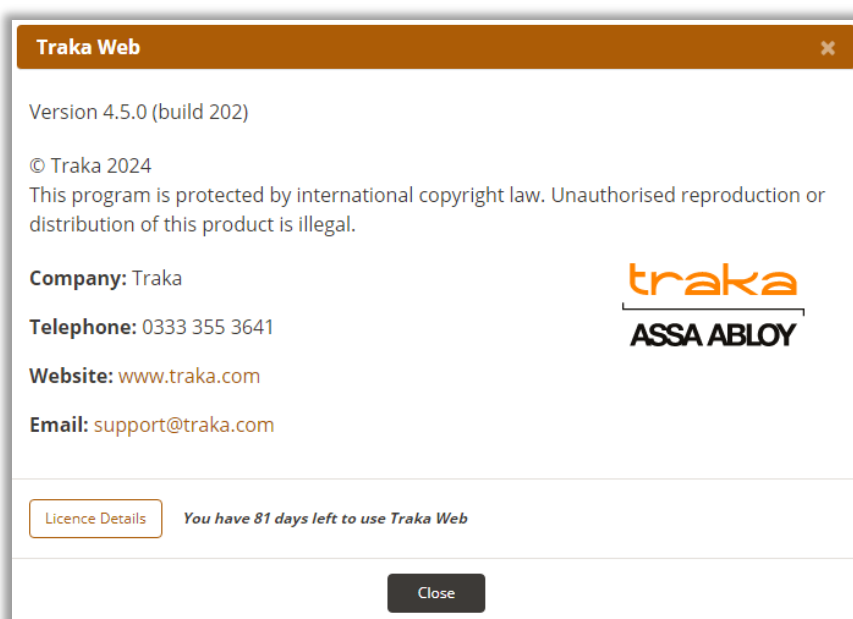 Traka Web
Version 4.5.0 (build 202)
© Traka 2024
This program is protected by international copyright law. Unauthorised reproduction or
distribution of this product is illegal.
Company: Traka
Telephone: 0333 355 3641
Website: www.traka.com
Email: support@traka.com
traka
ASSA ABLOY
Licence Details
You have 81 days left to use Traka Web
Close